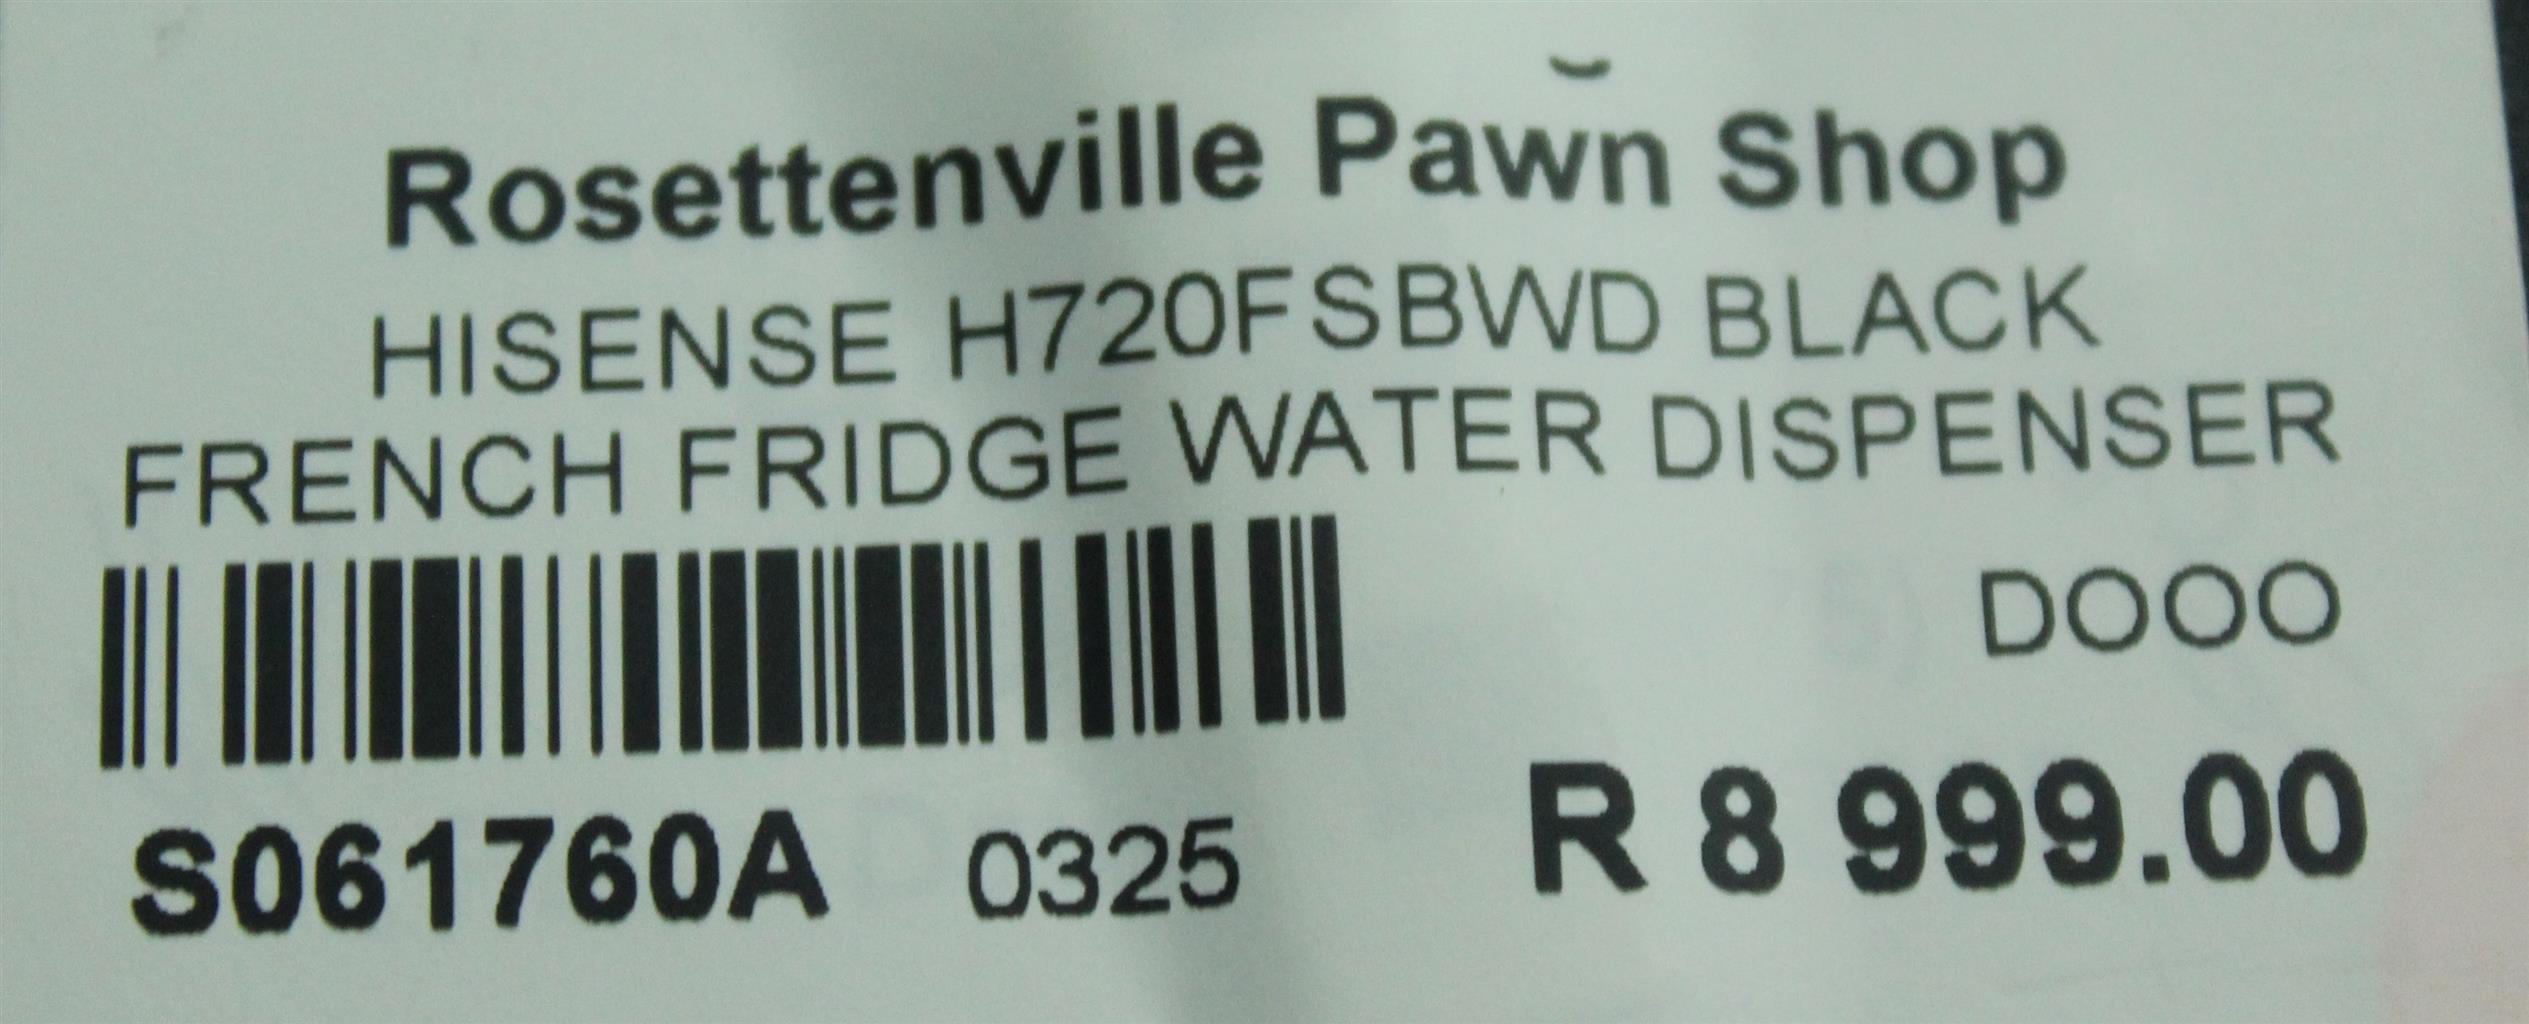 Rosettenville Pawn Shop
HISENSE H720FSBWD BLACK
FRENCH FRIDGE WATER DISPENSER
DOOO
S061760A 0325 R 8 999.00